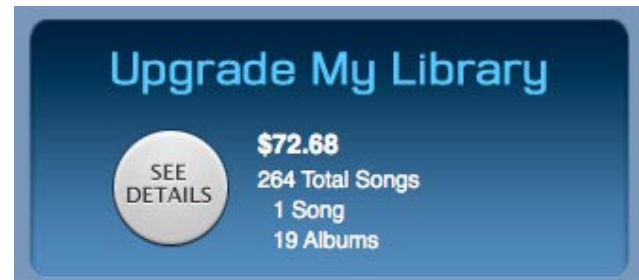 Upgrade My Library
SEE
DETAILS
$72.68
264 Total Songs
1 Song
19 Albums